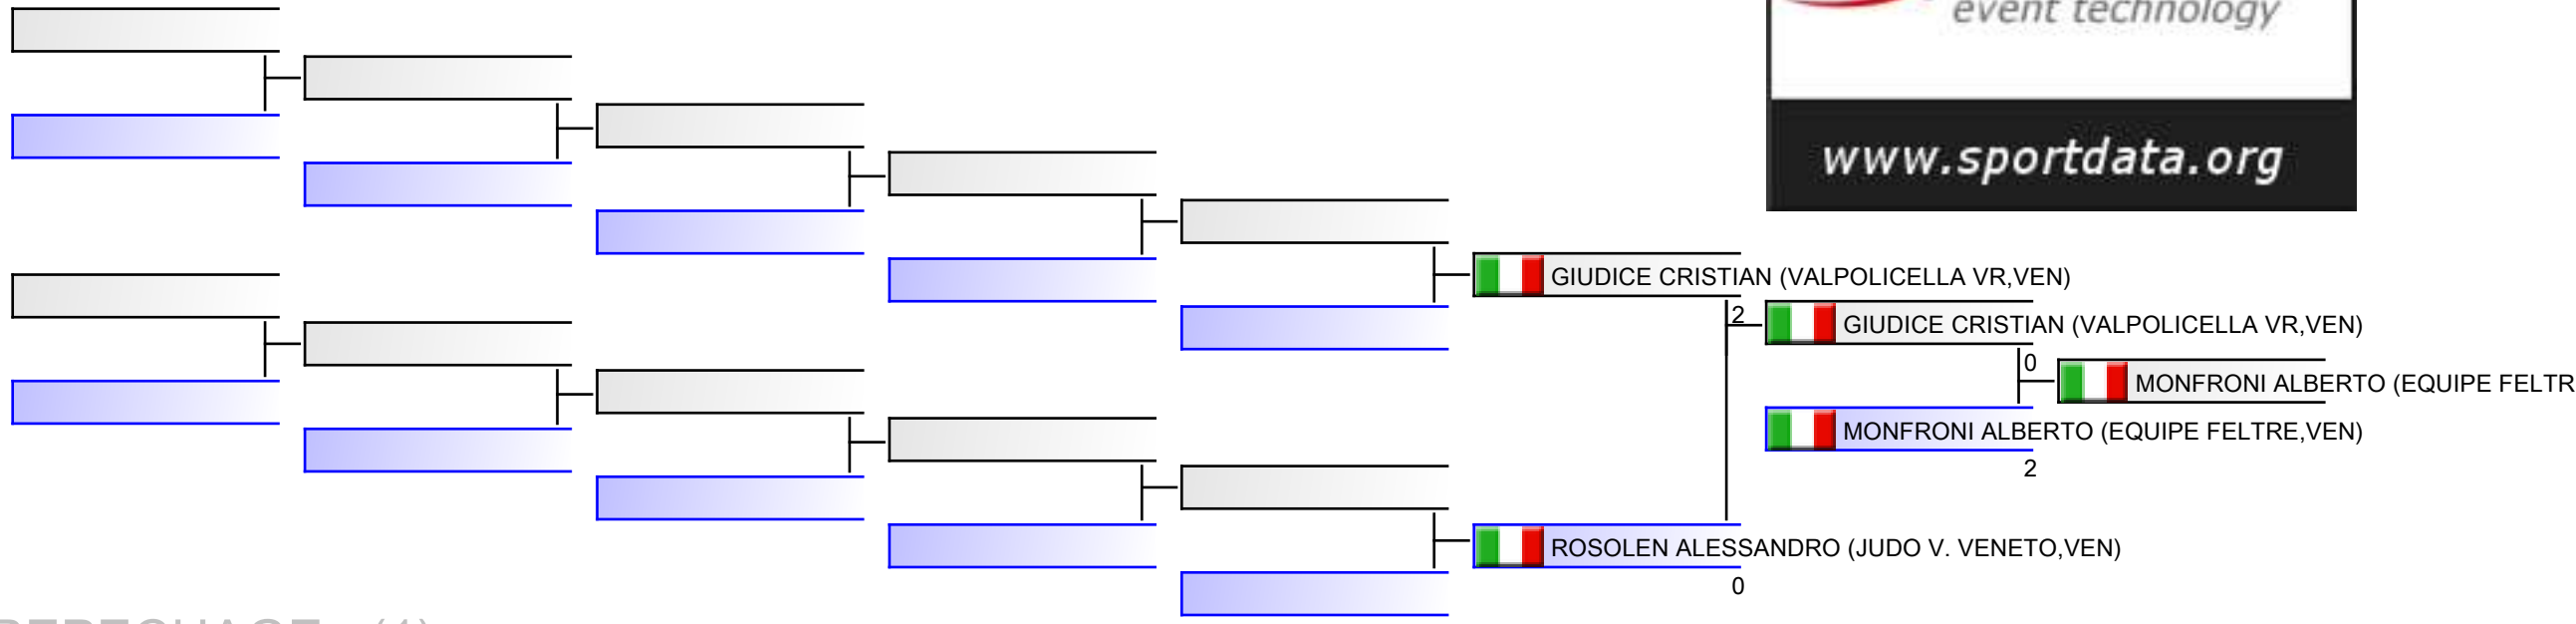 event technology
www.sportdata.org
GIUDICE CRISTIAN (VALPOLICELLA VR,VEN)
2
GIUDICE CRISTIAN (VALPOLICELLA VR,VEN)
0
MONFRONI ALBERTO (EQUIPE FELTR
MONFRONI ALBERTO (EQUIPE FELTRE,VEN)
2
ROSOLEN ALESSANDRO (JUDO V. VENETO,VEN)
0